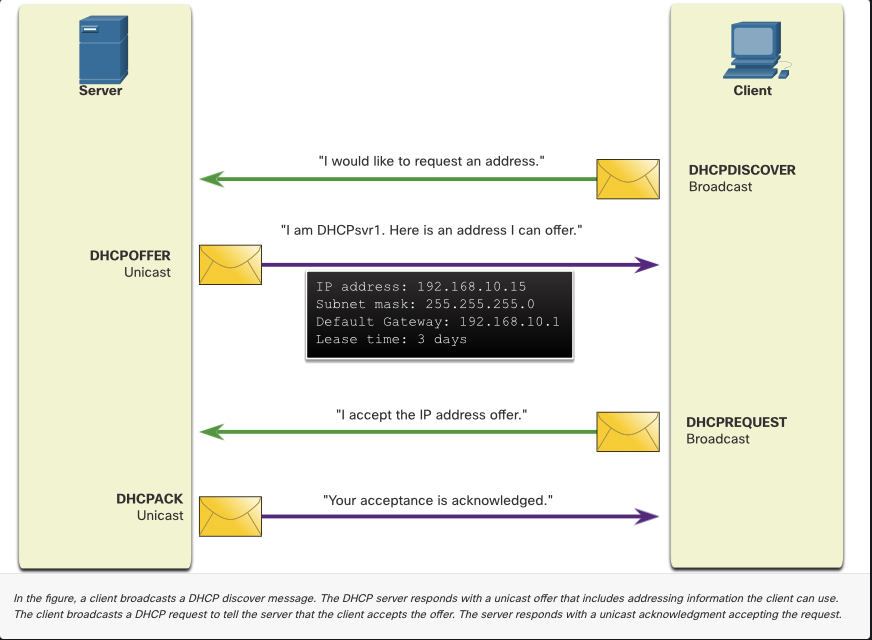 Server
Client
"I would like to request an address."
DHCPDISCOVER
Broadcast
"I am DHCPsvr1. Here is an address I can offer."
DHCPOFFER
Unicast
IP address: 192.168.10.15
Subnet mask: 255.255.255.0
Default Gateway: 192.168.10.1
Lease time: 3 days
"I accept the IP address offer."
DHCPREQUEST
Broadcast
DHCPACK
Unicast
"Your acceptance is acknowledged."
In the figure, a client broadcasts a DHCP discover message. The DHCP server responds with a unicast offer that includes addressing information the client can use.
The client broadcasts a DHCP request to tell the server that the client accepts the offer. The server responds with a unicast acknowledgment accepting the request.